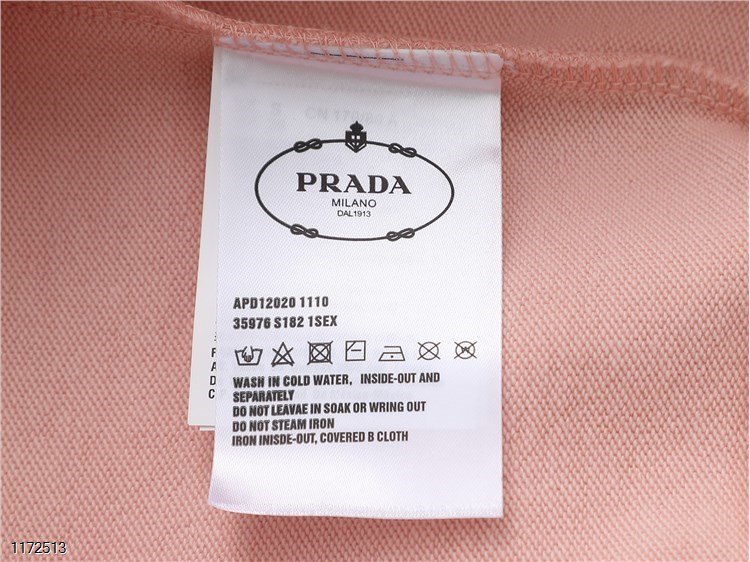 PRADA
MILANO
DAL1913
APD12020 1110
35976 S182 1SEX
WASH IN COLD WATER， INSIDE-OUT AND
SEPARATELY
DO NOT LEAVAE IN SOAK OR WRING OUT
DO NOT STEAM IRON
IRON INISDE-OUT, COVERED B CLOTH
F
A
D
C
1172513